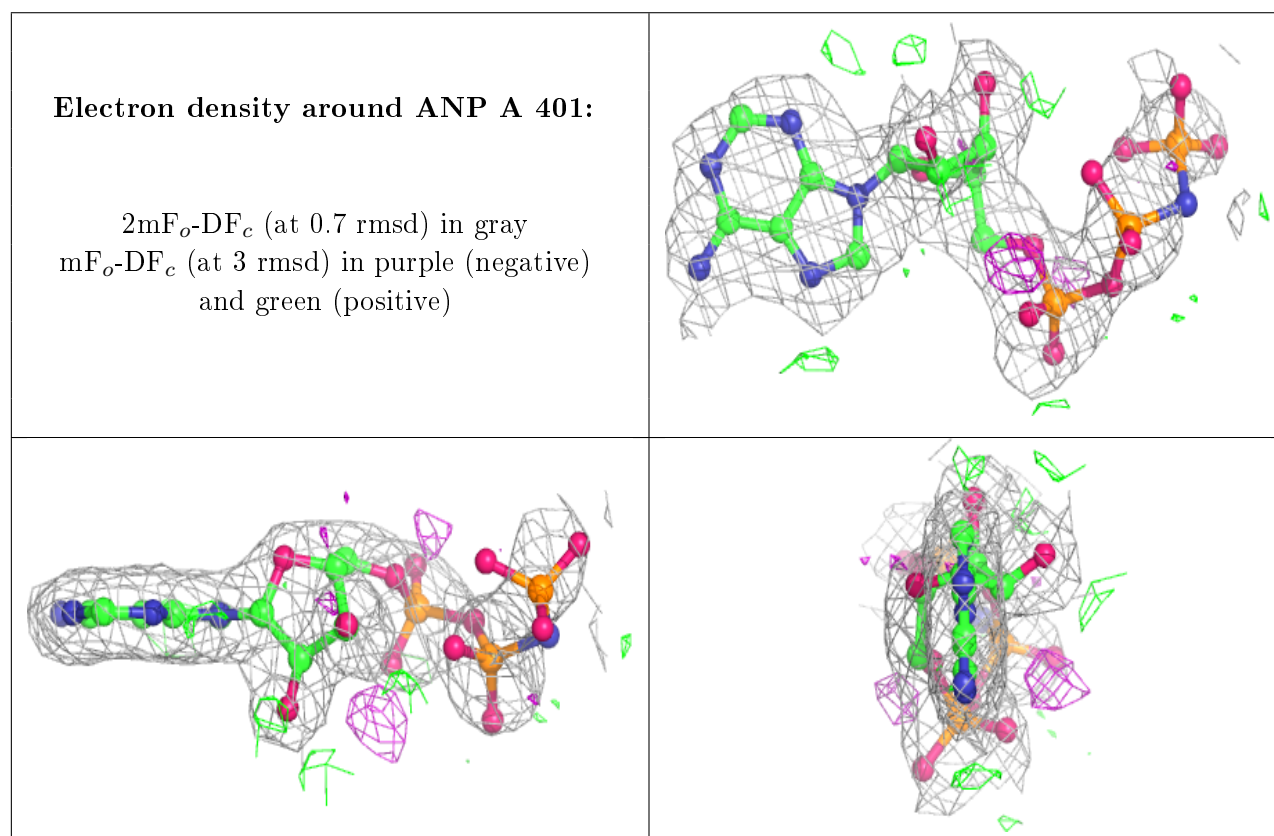 Electron density around ANP A 401:
2mFₒ-DF𝒸 (at 0.7 rmsd) in gray
mFₒ-DF𝒸 (at 3 rmsd) in purple (negative)
and green (positive)